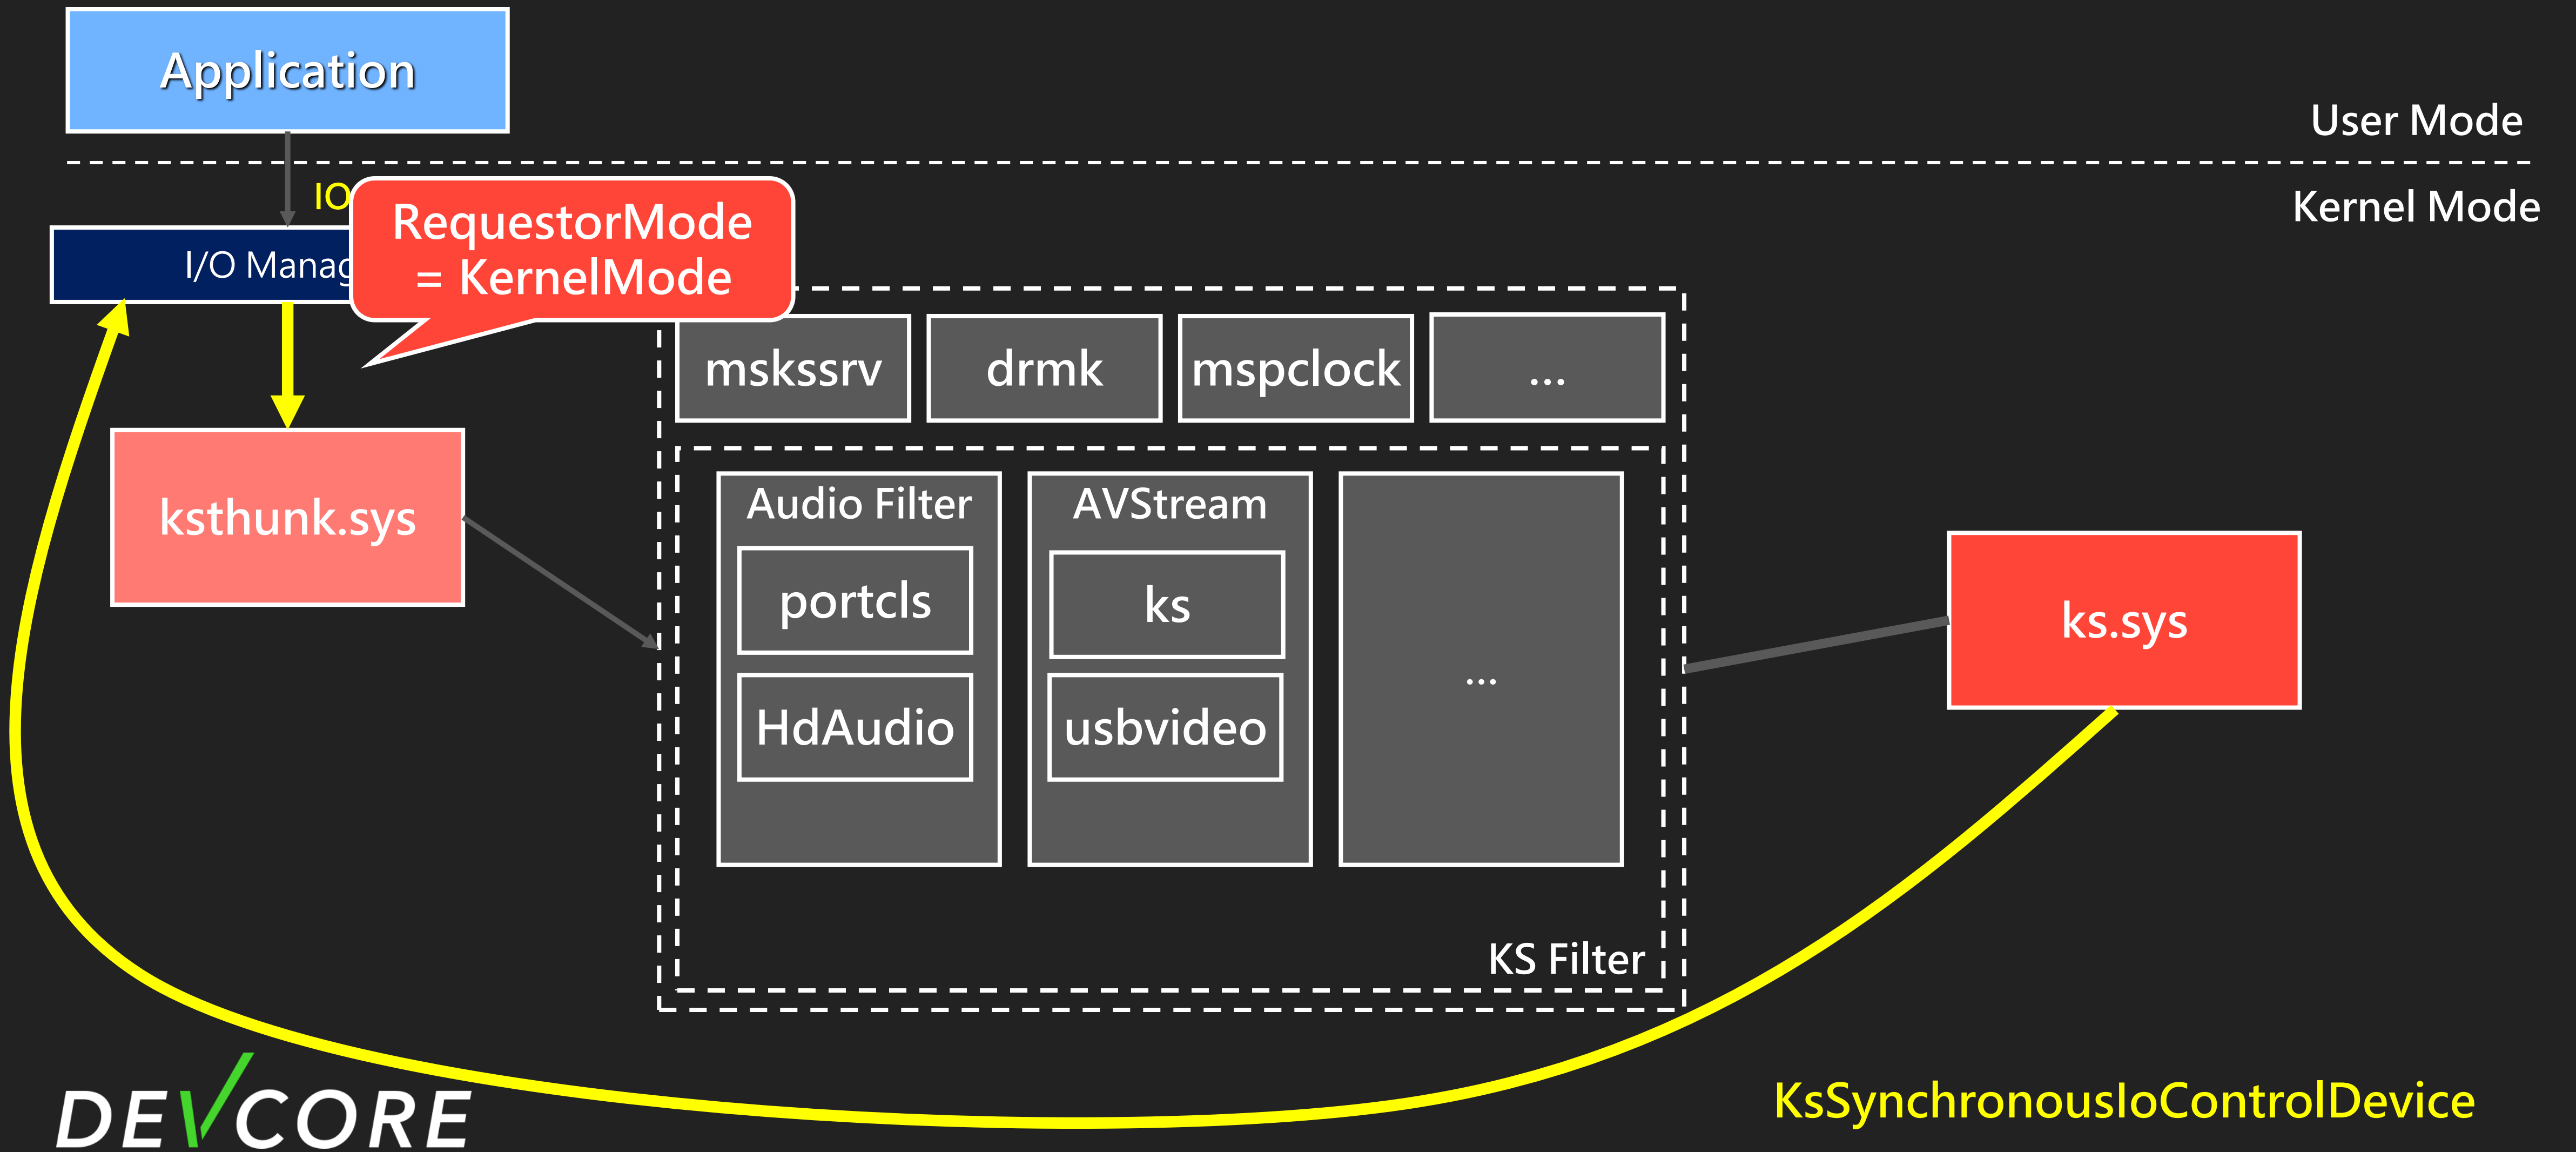 Application
User Mode
IO
Kernel Mode
RequestorMode
= KernelMode
I/O Manag
mskssrv
drmk
mspclock
...
ksthunk.sys
Audio Filter
portcls
HdAudio
AVStream
ks
usbvideo
...
KS Filter
ks.sys
DEVCORE
KsSynchronousIoControlDevice